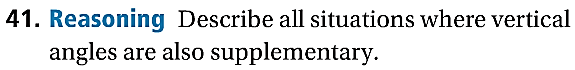 41. Reasoning Describe all situations where vertical
angles are also supplementary.